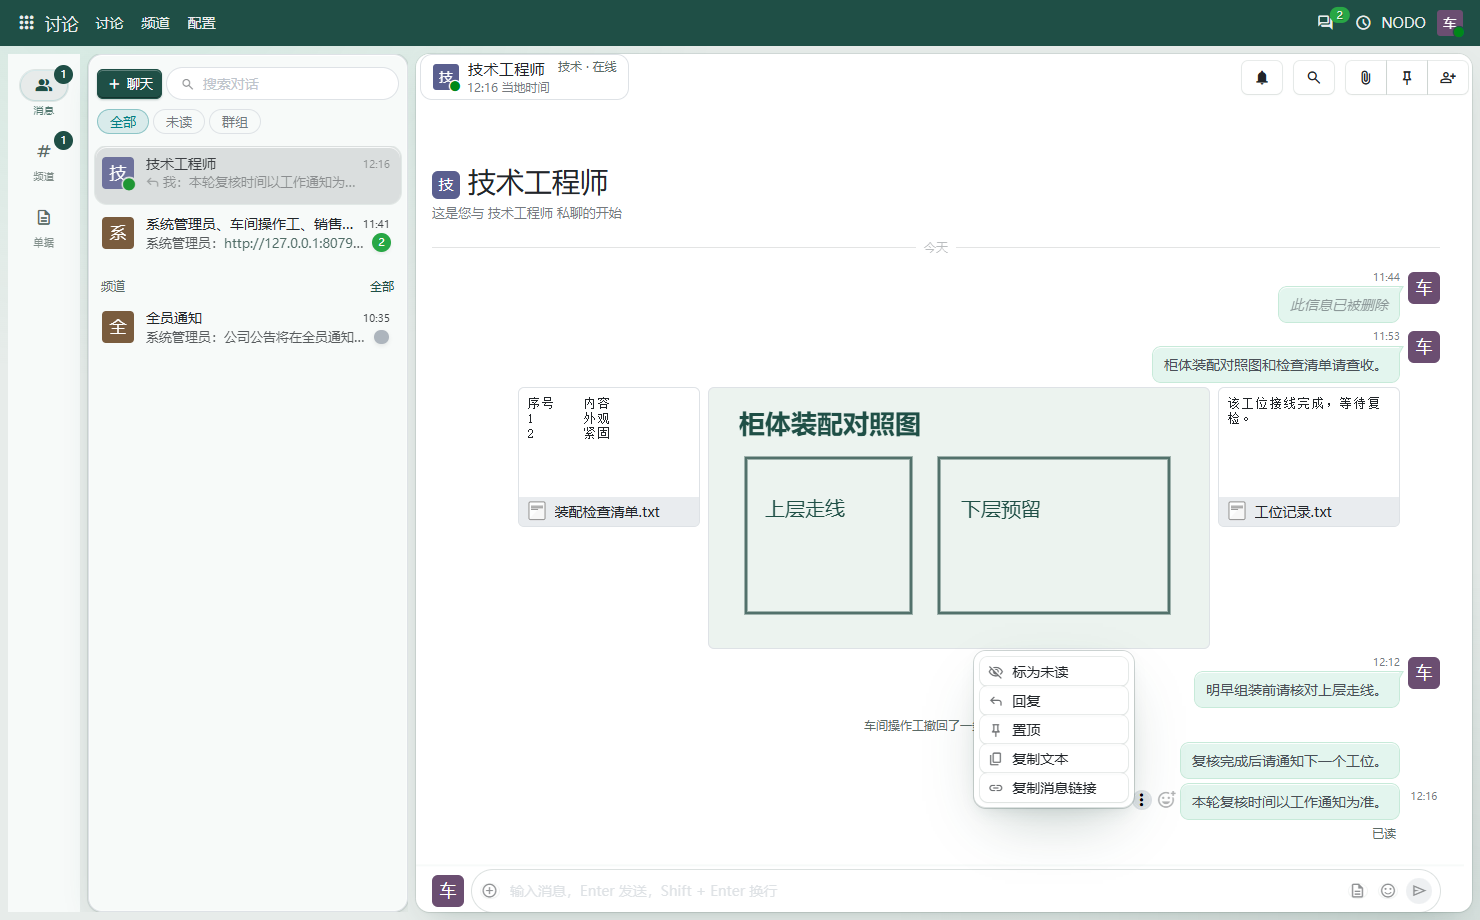 讨论 讨论 频道 配置 2 NODO 车
1
消息
1
频道
单据
聊天 搜索对话
全部 未读 群组
技 技术工程师 12:16
我：本轮复核时间以工作通知为...
系 系统管理员、车间操作工、销售... 11:41
系统管理员：http://127.0.0.1:8079... 2
频道 全部
全 全员通知 10:35
系统管理员：公司公告将在全员通知...
技 技术工程师 技术 · 在线
12:16 当地时间
技 技术工程师
这是您与 技术工程师 私聊的开始
今天
11:44 车
此信息已被删除
11:53 车
柜体装配对照图和检查清单请查收。
序号 内容
1 外观
2 紧固
装配检查清单.txt
柜体装配对照图
上层走线 下层预留
该工位接线完成，等待复
检。
工位记录.txt
12:12 车
明早组装前请核对上层走线。
车间操作工撤回了一
复核完成后请通知下一个工位。
本轮复核时间以工作通知为准。 12:16
已读
标为未读
回复
置顶
复制文本
复制消息链接
车 输入消息，Enter 发送，Shift + Enter 换行